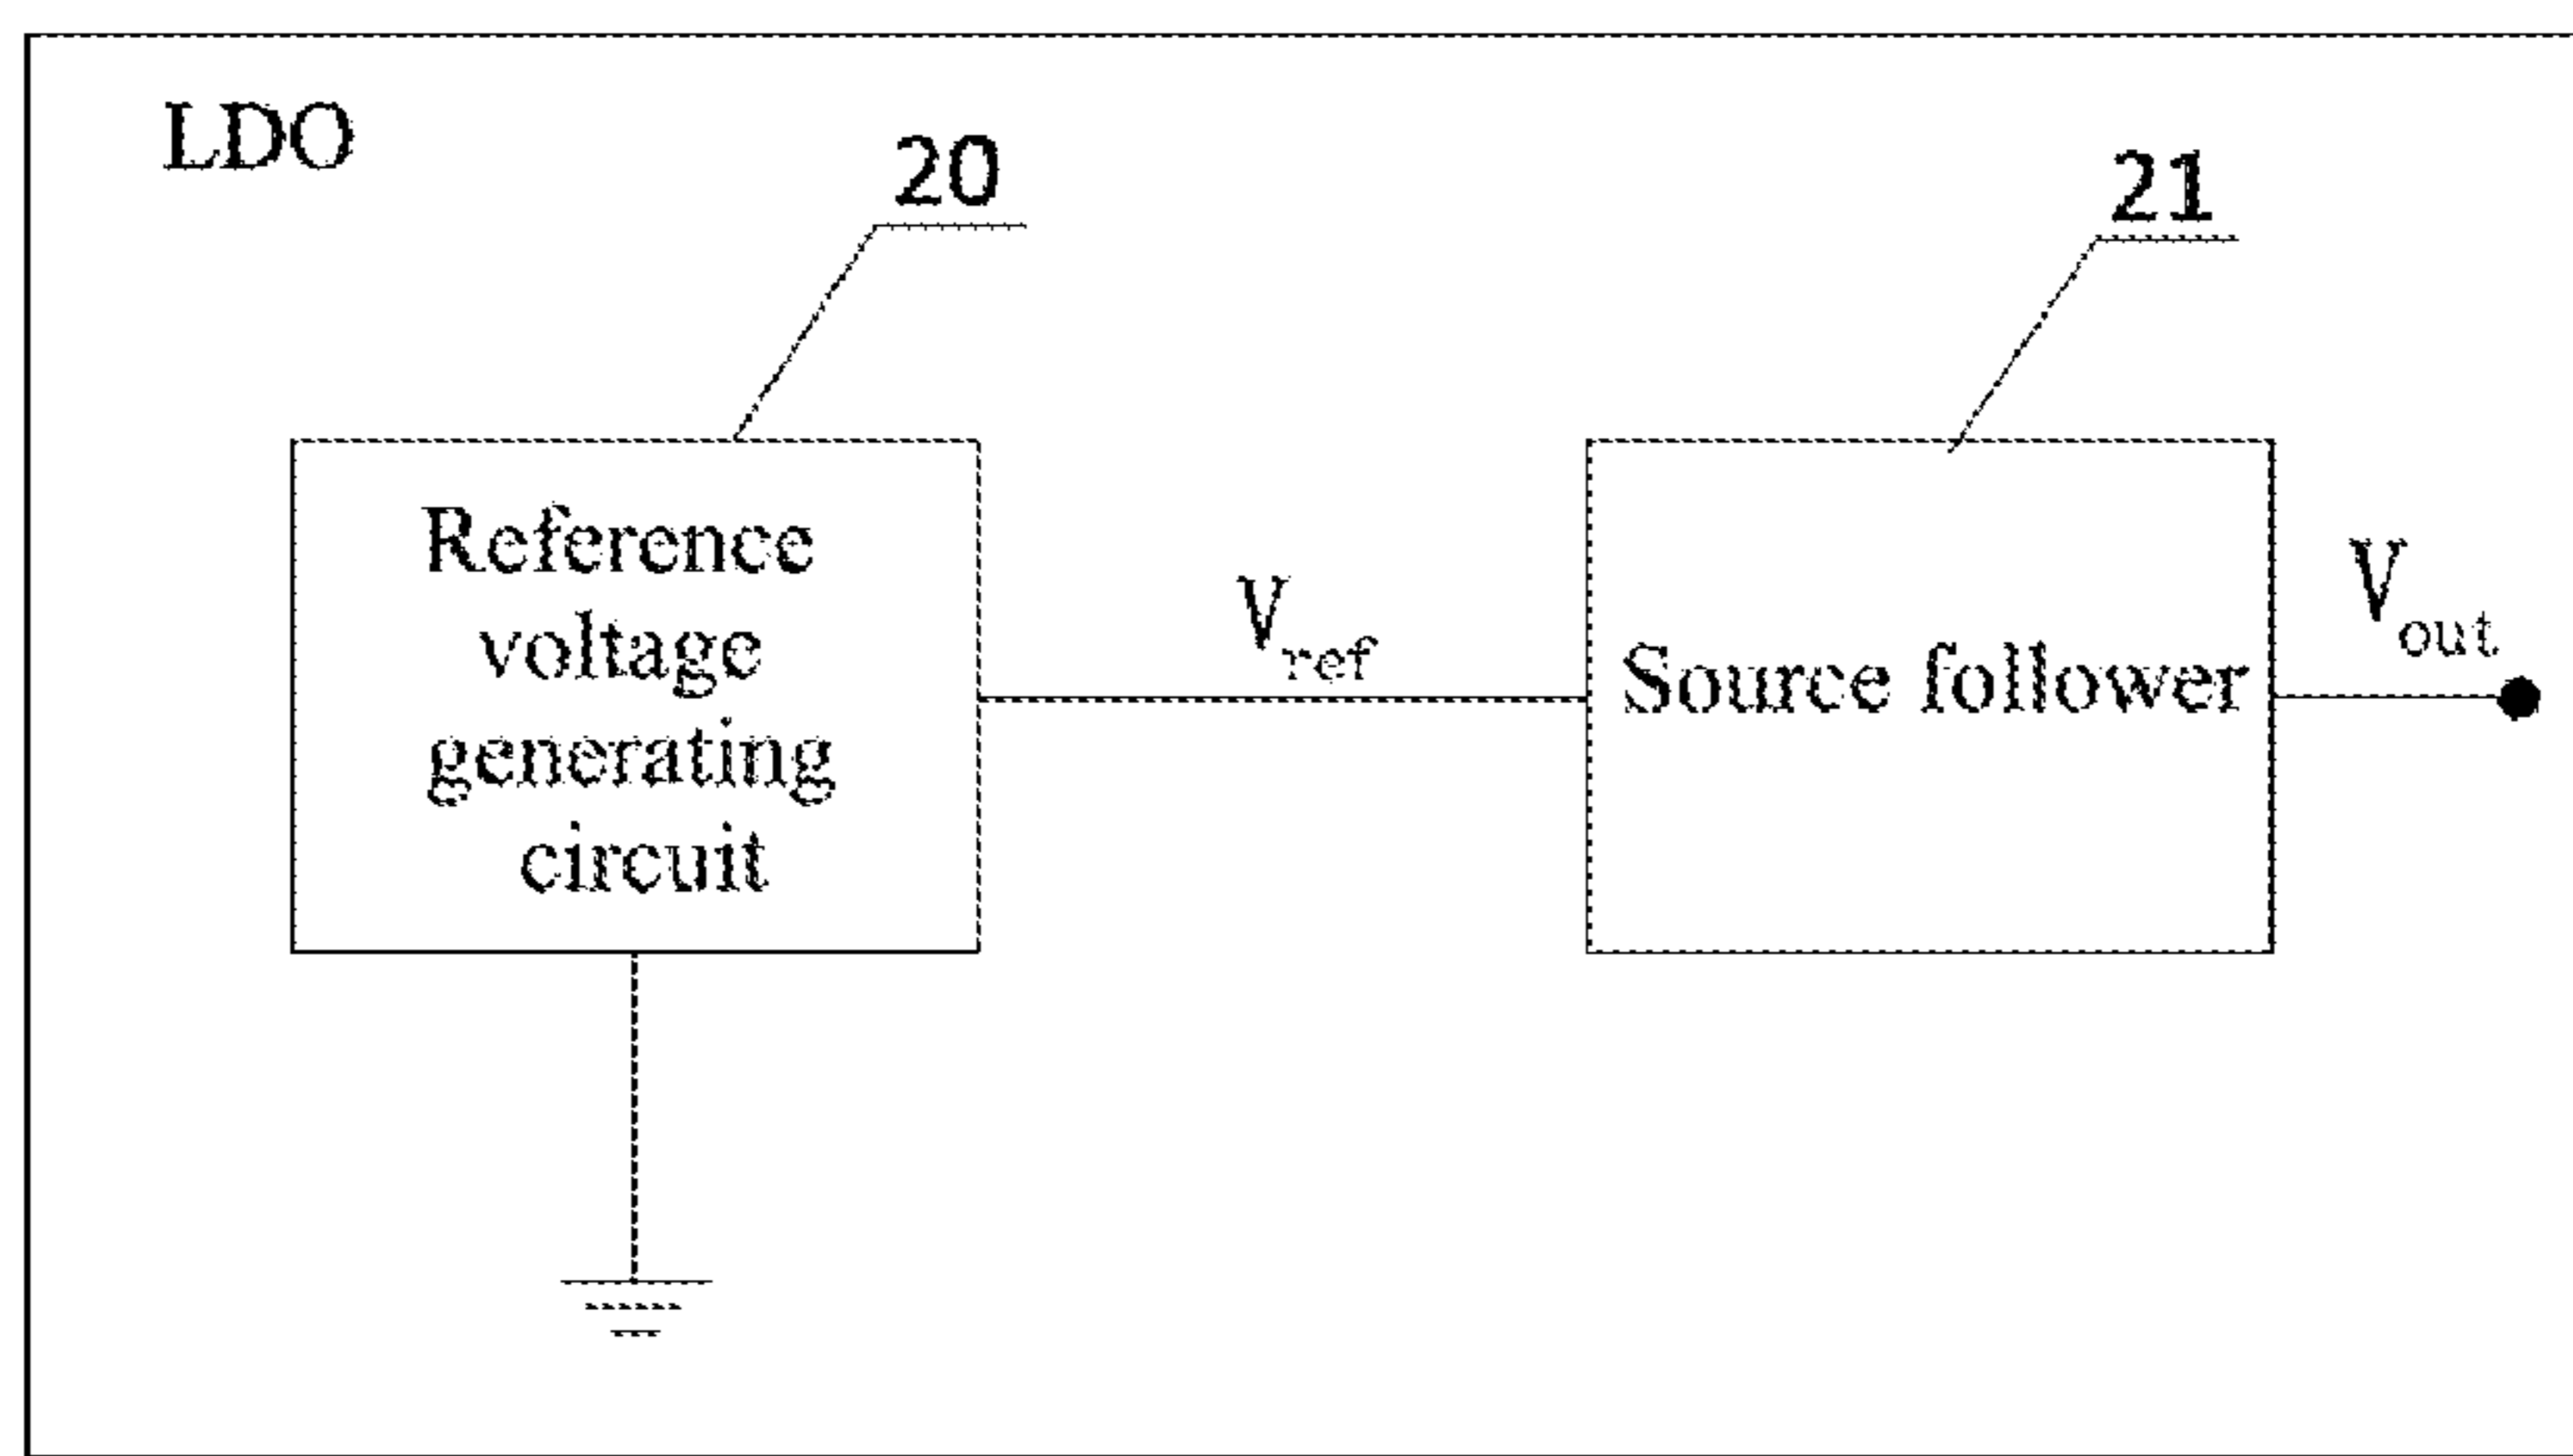 LDO
20
21
Reference
voltage
generating
circuit
Vref
Source follower
Vout